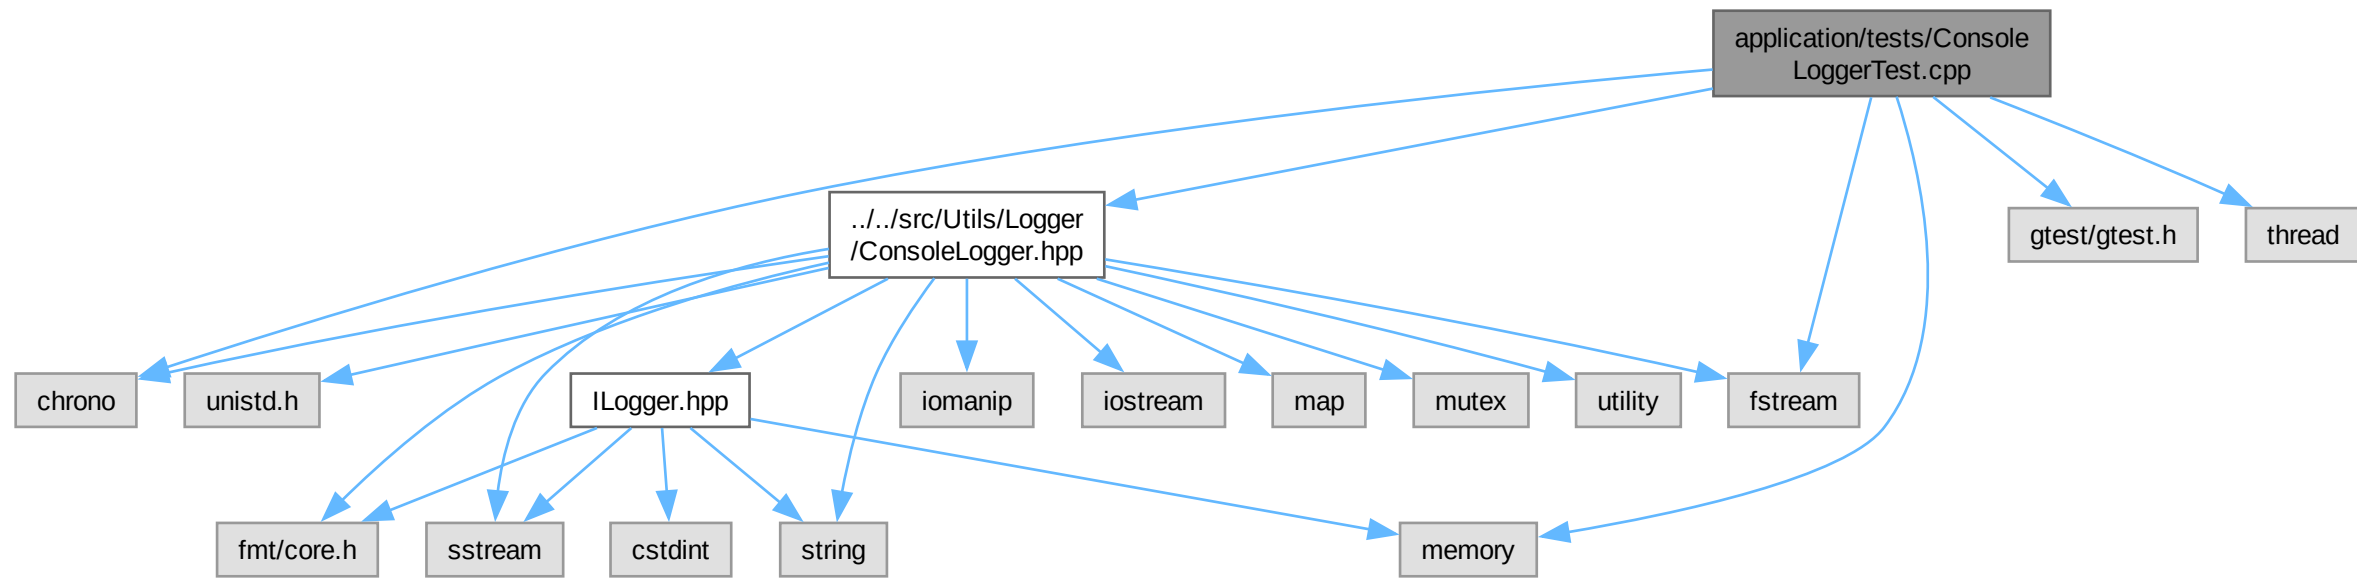 application/tests/Console
LoggerTest.cpp
../../src/Utils/Logger
/ConsoleLogger.hpp
gtest/gtest.h
thread
chrono
unistd.h
ILogger.hpp
iomanip
iostream
map
mutex
utility
fstream
fmt/core.h
sstream
cstdint
string
memory